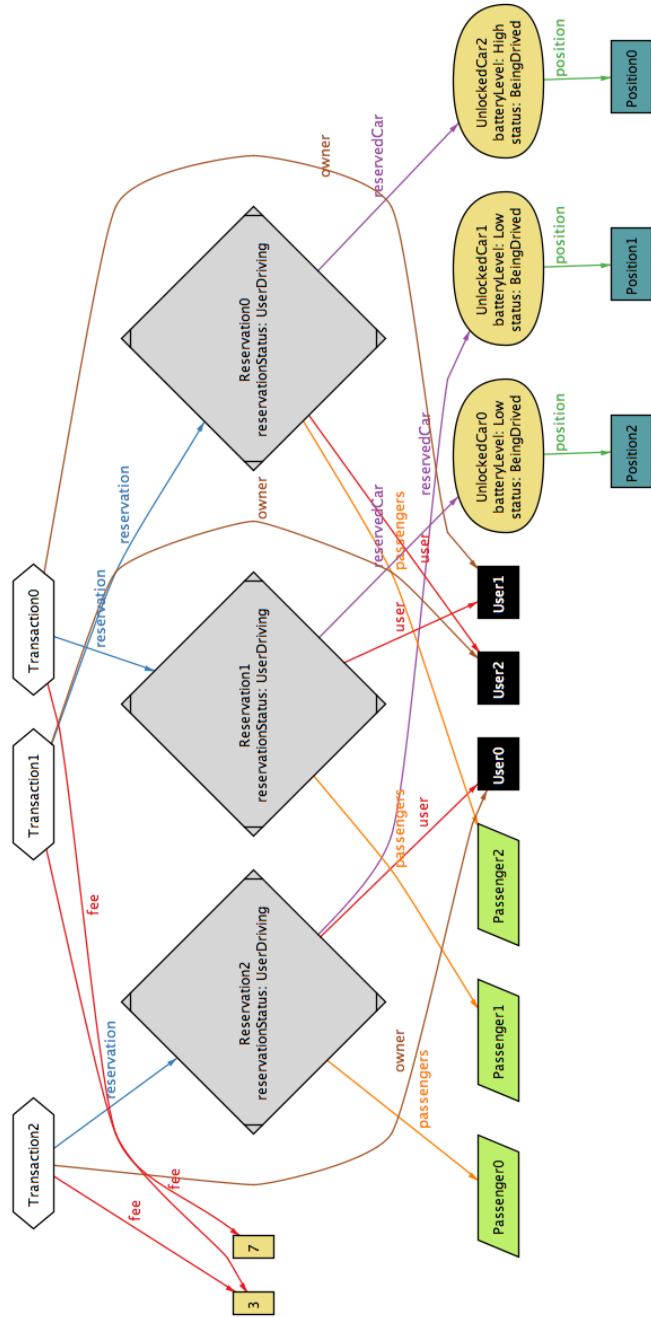 Transaction2
Transaction1
Transaction0
reservation
reservation
reservation
fee
fee
fee
owner
owner
owner
3
7
Reservation2
reservationStatus: UserDriving
Reservation1
reservationStatus: UserDriving
Reservation0
reservationStatus: UserDriving
passengers
user
reservedCar
passengers
user
reservedCar
passengers
user
reservedCar
Passenger0
Passenger1
Passenger2
User0
User2
User1
UnlockedCar0
batteryLevel: Low
status: BeingDrived
UnlockedCar1
batteryLevel: Low
status: BeingDrived
UnlockedCar2
batteryLevel: High
status: BeingDrived
position
position
position
Position2
Position1
Position0